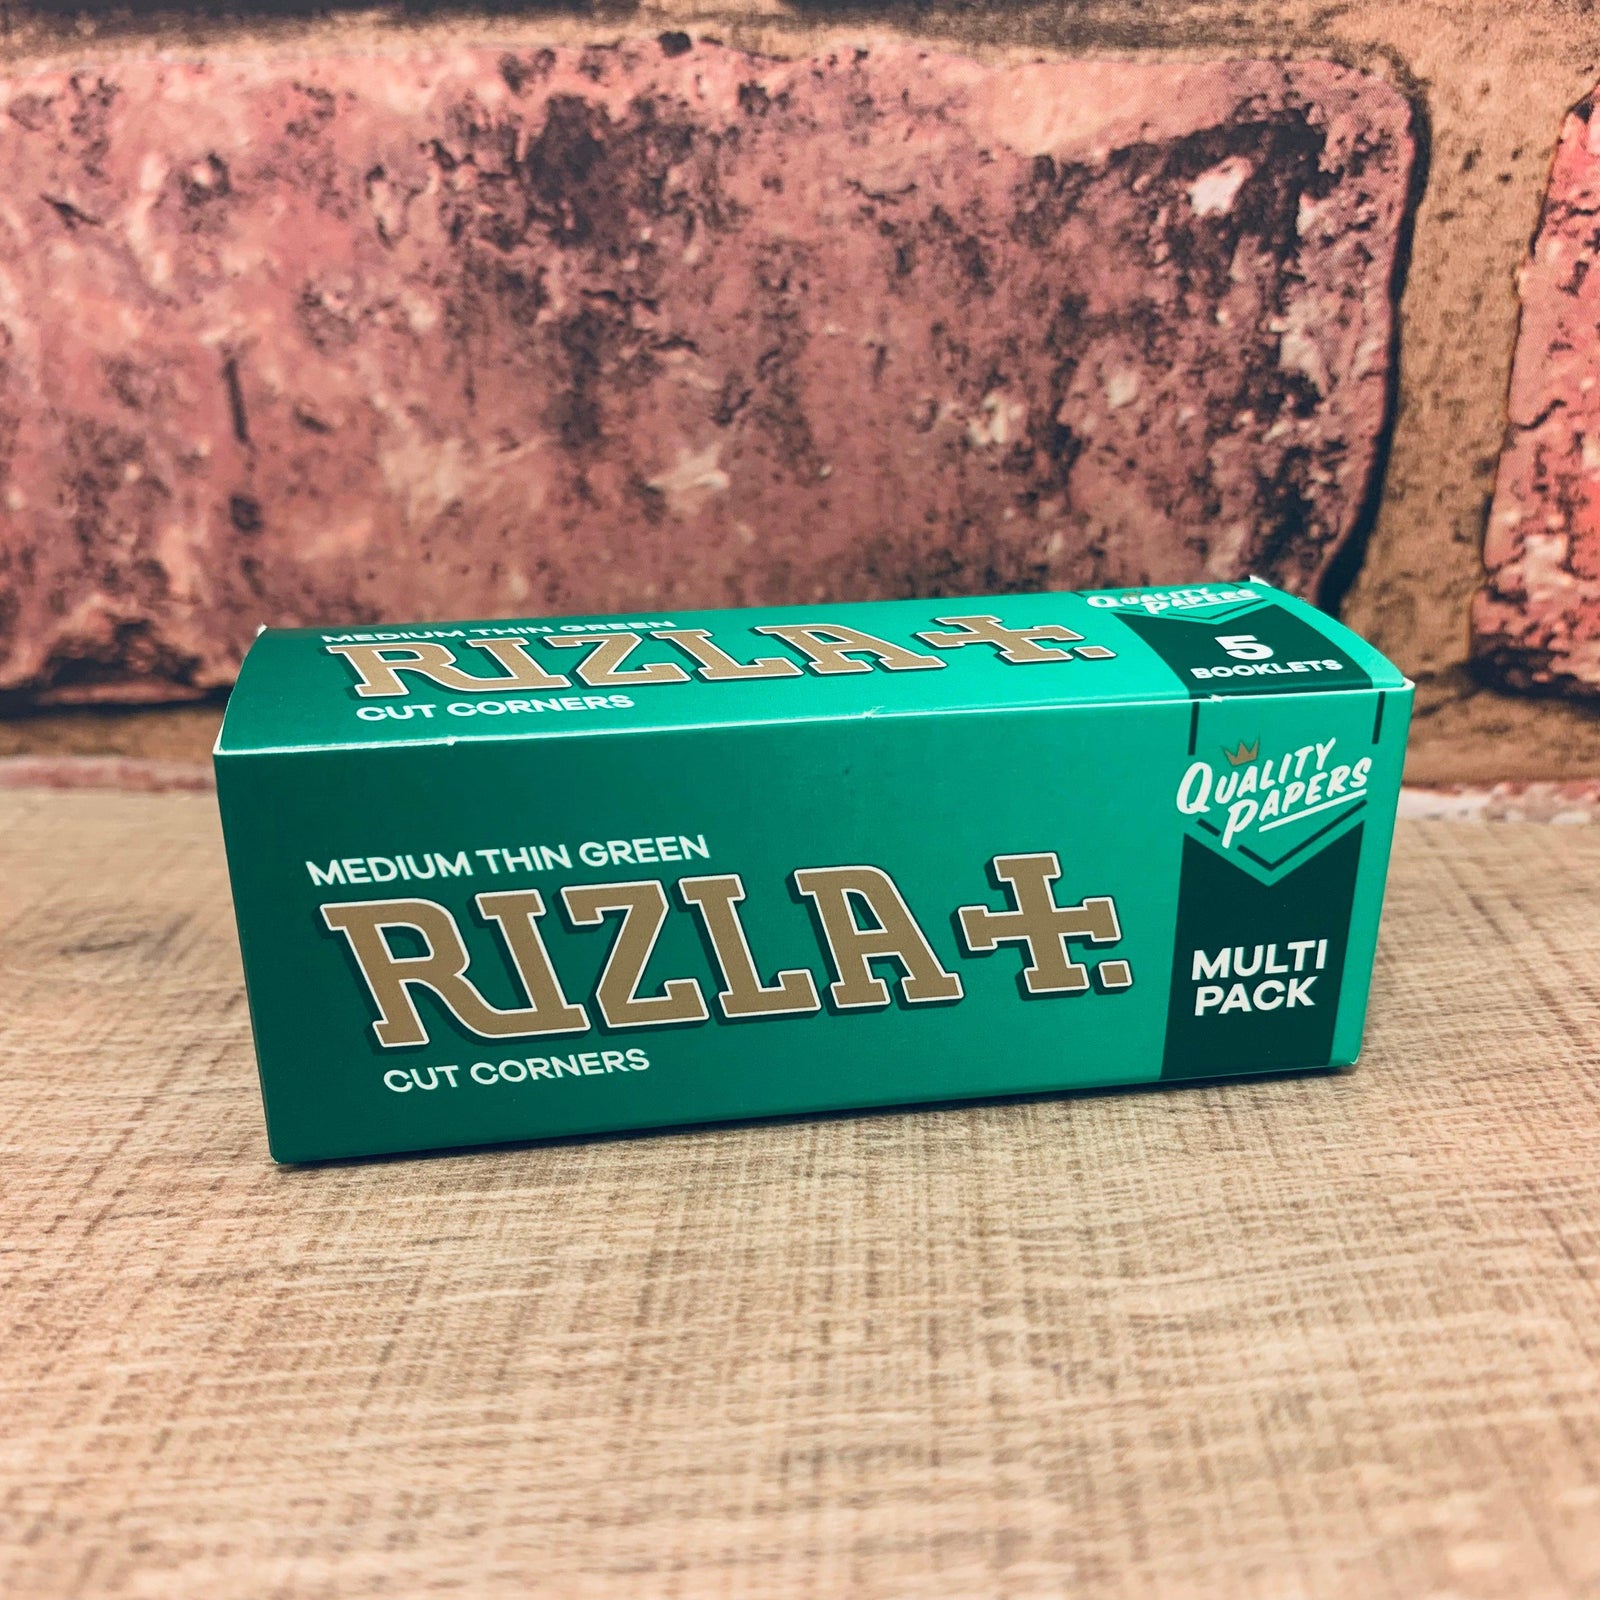 MEDIUM THIN GREEN
RIZLA+.
CUT CORNERS
QUALITY
PAPERS
5
BOOKLETS
MEDIUM THIN GREEN
RIZLA+.
CUT CORNERS
QUALITY
PAPERS
MULTI
PACK